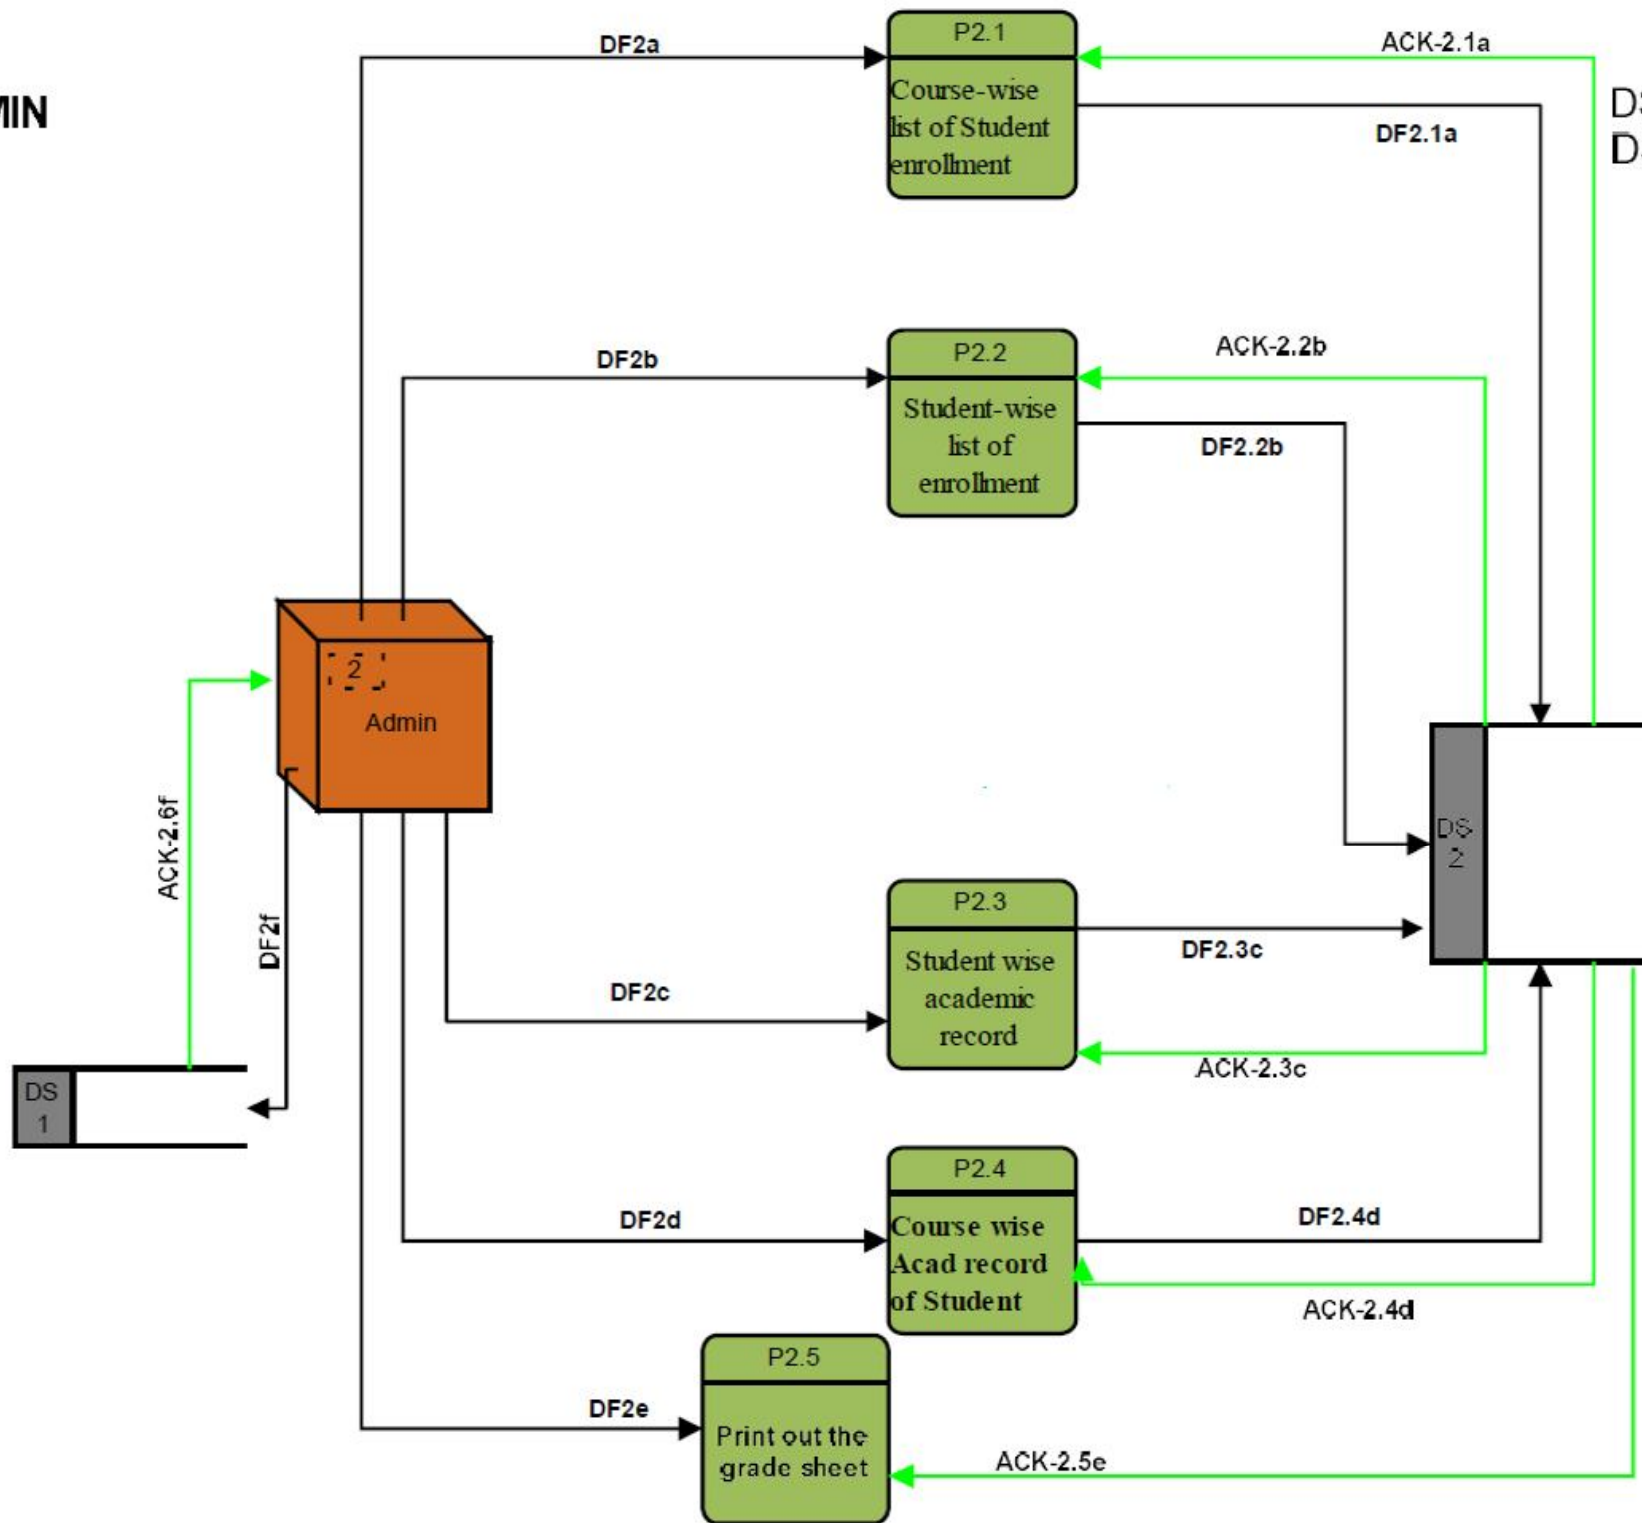 DF2a
P2.1
ACK-2.1a
MIN
Course-wise
list of Student
enrollment
DF2.1a
DF2b
P2.2
ACK-2.2b
Student-wise
list of
enrollment
DF2.2b
2
Admin
ACK-2.6f
DF2f
DS
2
P2.3
DF2.3c
Student wise
academic
record
DF2c
ACK-2.3c
DS
1
P2.4
DF2d
Course wise
Acad record
of Student
DF2.4d
ACK-2.4d
P2.5
DF2e
Print out the
grade sheet
ACK-2.5e